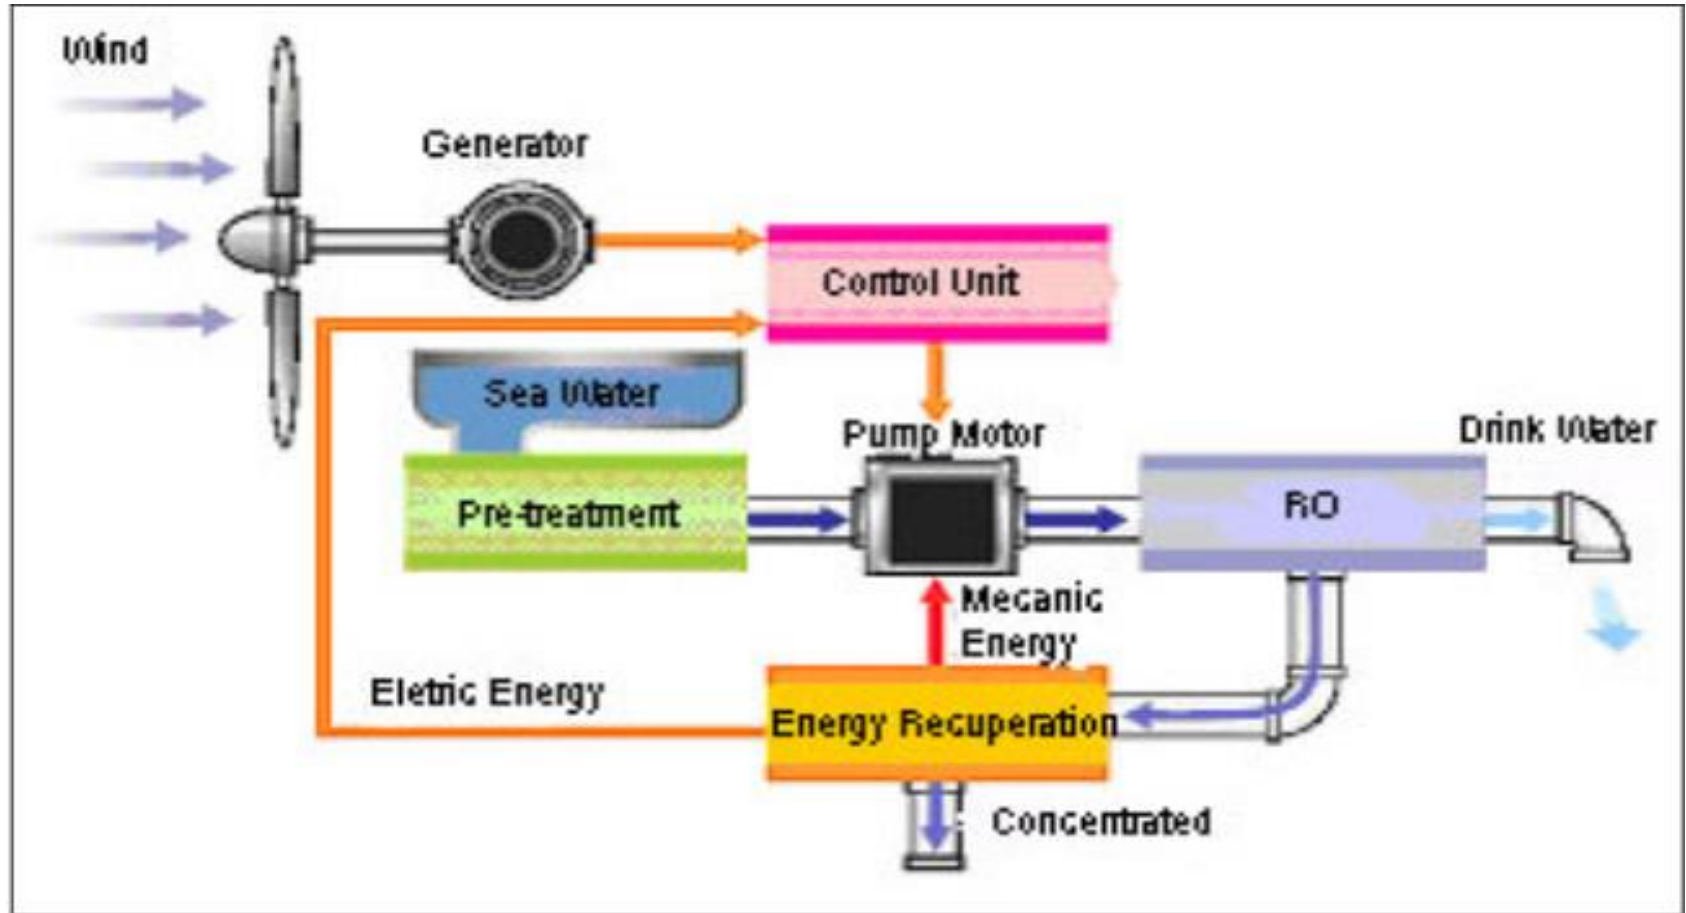 Wind
Generator
Control Unit
Sea Water
Pump Motor
Drink Water
Pre-treatment
RO
Mecanic
Energy
Eletric Energy
Energy Recuperation
Concentrated